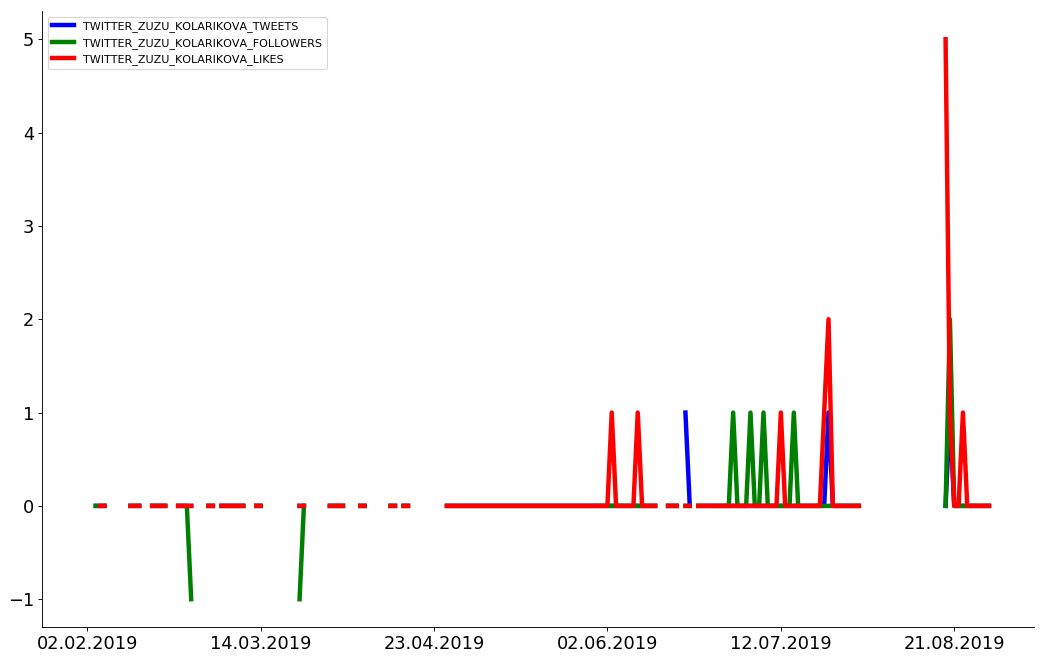 TWITTER_ZUZU_KOLARIKOVA_TWEETS
TWITTER_ZUZU_KOLARIKOVA_FOLLOWERS
TWITTER_ZUZU_KOLARIKOVA_LIKES
5
4
3
2
1
0
−1
02.02.2019 14.03.2019 23.04.2019 02.06.2019 12.07.2019 21.08.2019